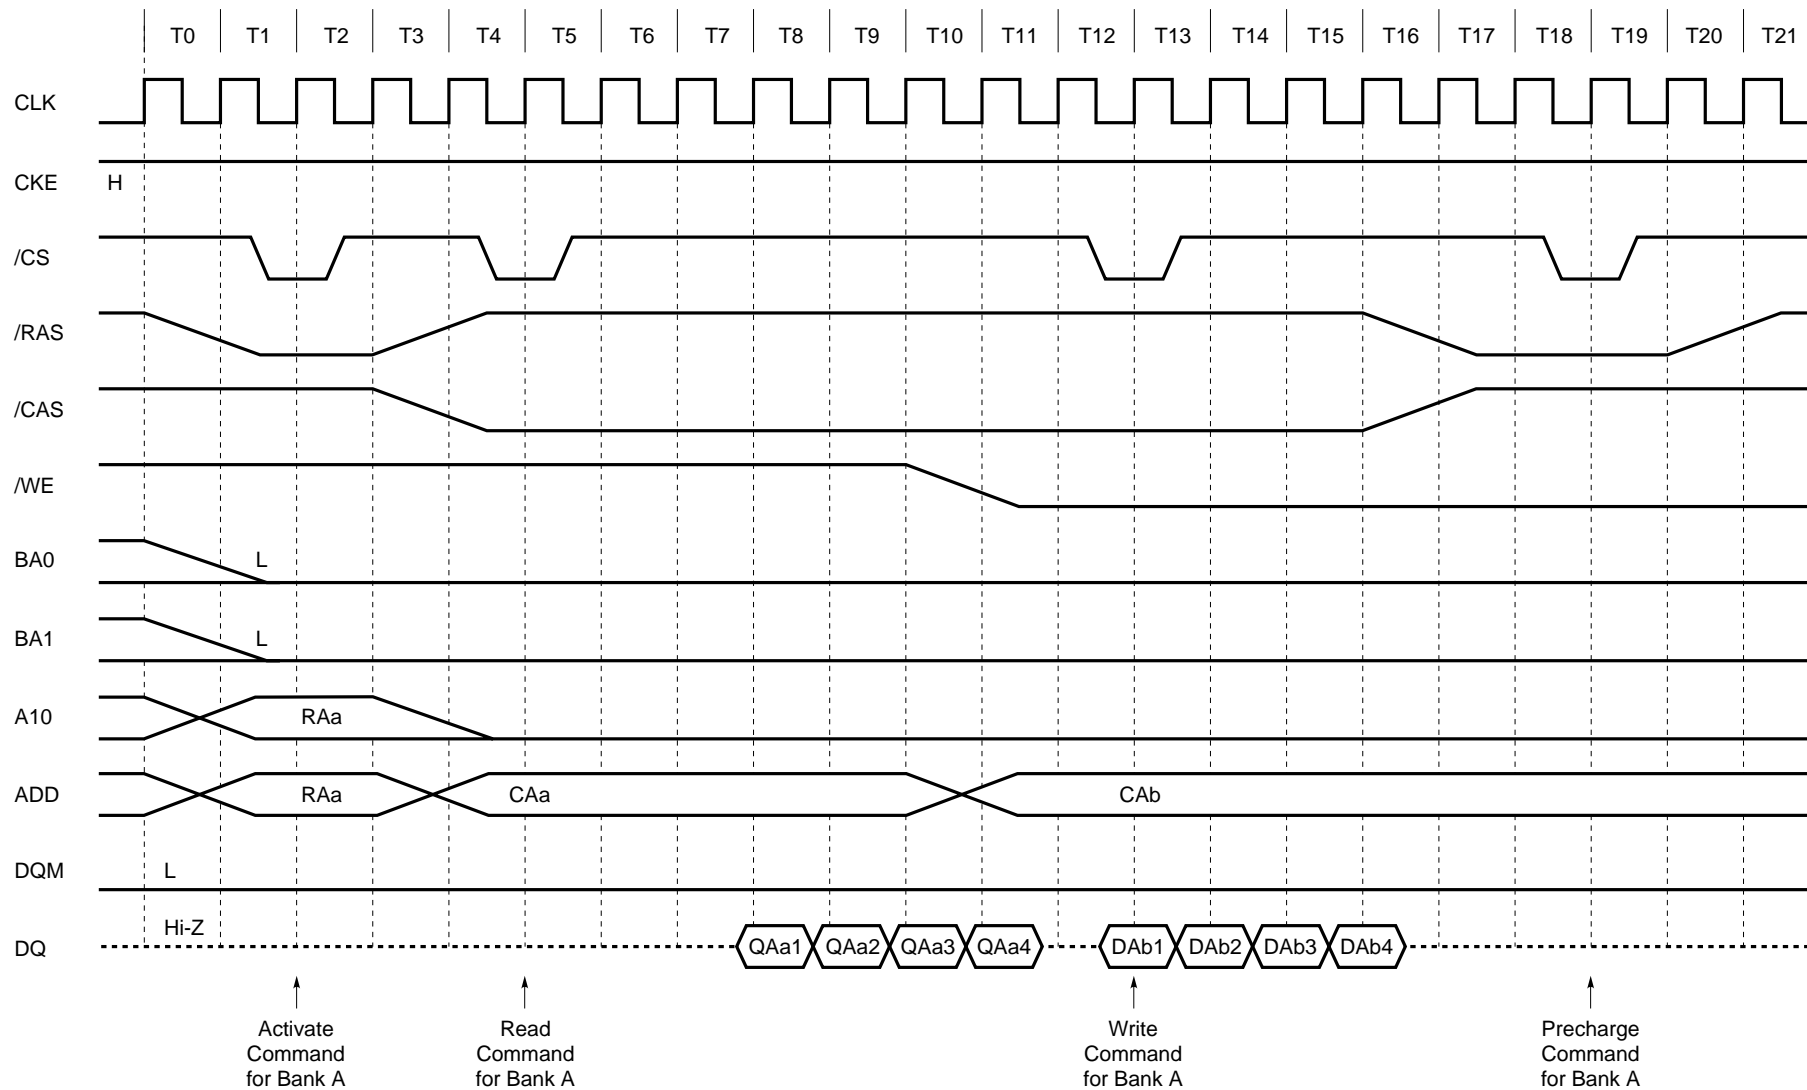 T0 T1 T2 T3 T4 T5 T6 T7 T8 T9 T10 T11 T12 T13 T14 T15 T16 T17 T18 T19 T20 T21
CLK
CKE H
/CS
/RAS
/CAS
/WE
BA0 L
BA1 L
A10 RAa
ADD RAa CAa CAb
DQM L
Hi-Z
DQ QAa1 QAa2 QAa3 QAa4 DAb1 DAb2 DAb3 DAb4
Activate
Command
for Bank A
Read
Command
for Bank A
Write
Command
for Bank A
Precharge
Command
for Bank A